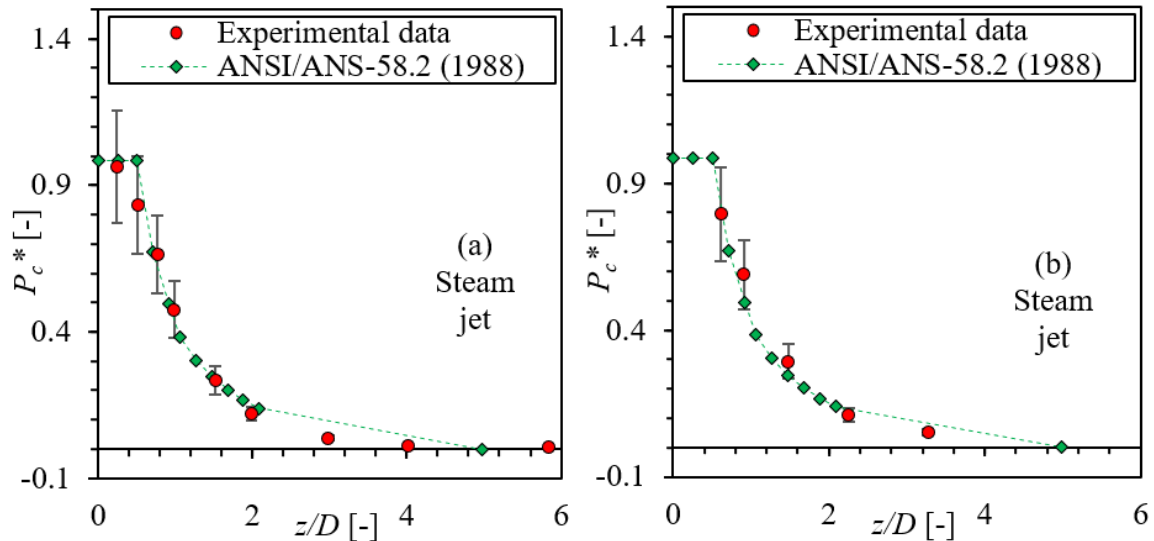 Experimental data
ANSI/ANS-58.2 (1988)
1.4
0.9
0.4
-0.1
P_c* [-]
(a)
Steam
jet
0
2
4
6
z/D [-]
Experimental data
ANSI/ANS-58.2 (1988)
1.4
0.9
0.4
-0.1
P_c* [-]
(b)
Steam
jet
0
2
4
6
z/D [-]